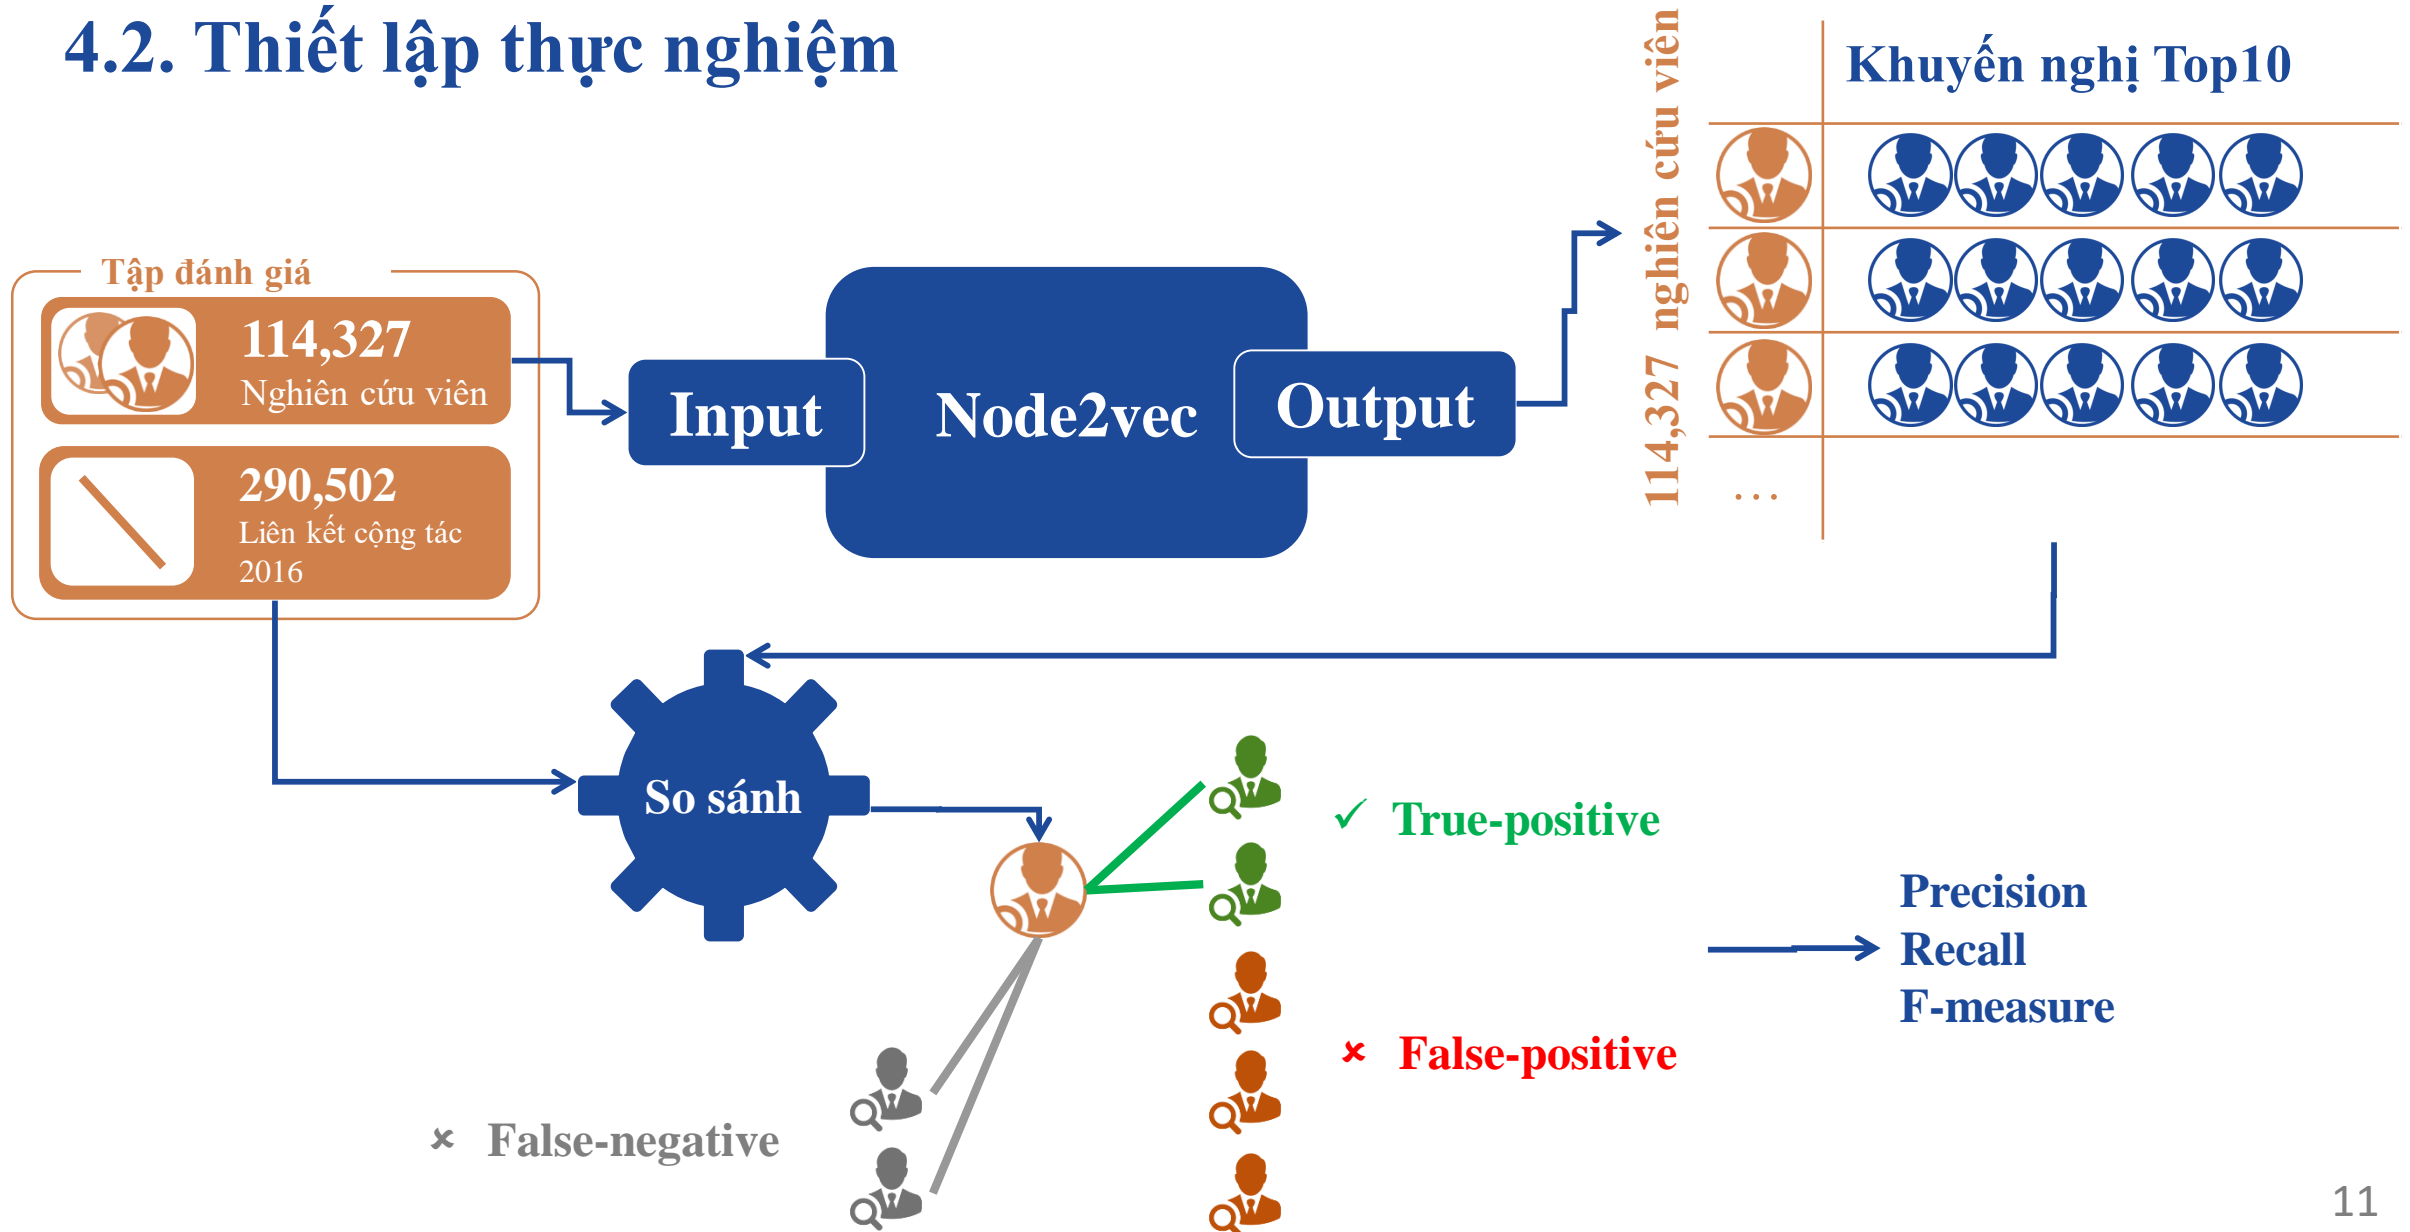 4.2. Thiết lập thực nghiệm
Khuyến nghị Top10
114,327 nghiên cứu viên
...
Tập đánh giá
114,327
Nghiên cứu viên
290,502
Liên kết cộng tác
2016
Input
Node2vec
Output
So sánh
✓ True-positive
✘ False-positive
✘ False-negative
Precision
Recall
F-measure
11